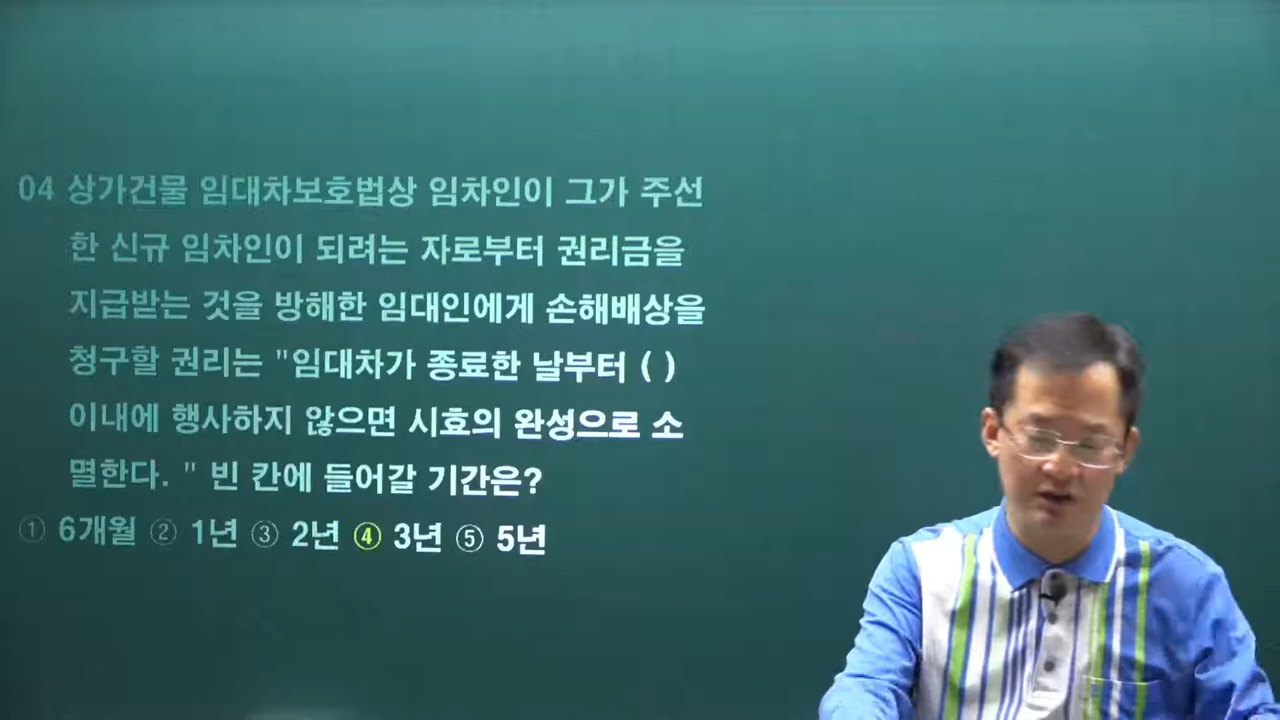 04 상가건물 임대차보호법상 임차인이 그가 주선
한 신규 임차인이 되려는 자로부터 권리금을
지급받는 것을 방해한 임대인에게 손해배상을
청구할 권리는 "임대차가 종료한 날부터 ( )
이내에 행사하지 않으면 시효의 완성으로 소
멸한다. " 빈 칸에 들어갈 기간은?
① 6개월 ② 1년 ③ 2년 ④ 3년 ⑤ 5년